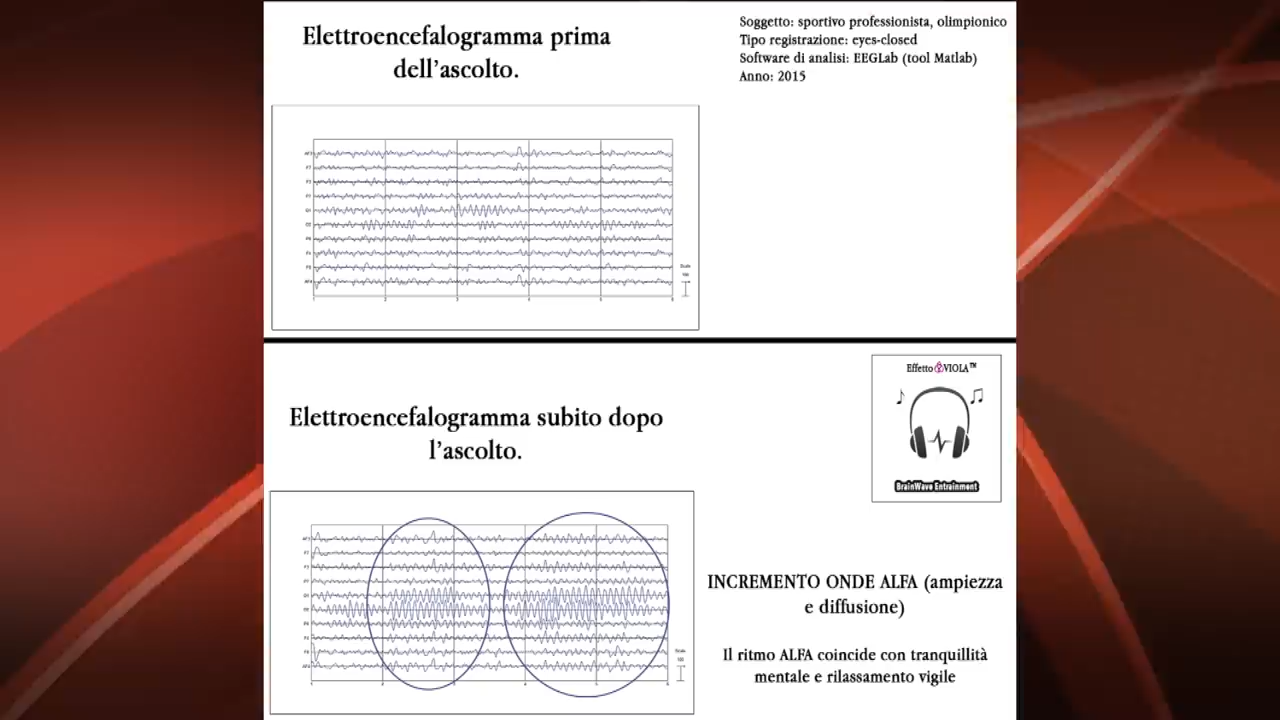 Elettroencefalogramma prima
dell'ascolto.
Soggetto: sportivo professionista, olimpionico
Tipo registrazione: eyes-closed
Software di analisi: EEGLab (tool Matlab)
Anno: 2015
Elettroencefalogramma subito dopo
l'ascolto.
Effetto VIOLA™
BrainWave Entrainment
INCREMENTO ONDE ALFA (ampiezza
e diffusione)
Il ritmo ALFA coincide con tranquillità
mentale e rilassamento vigile